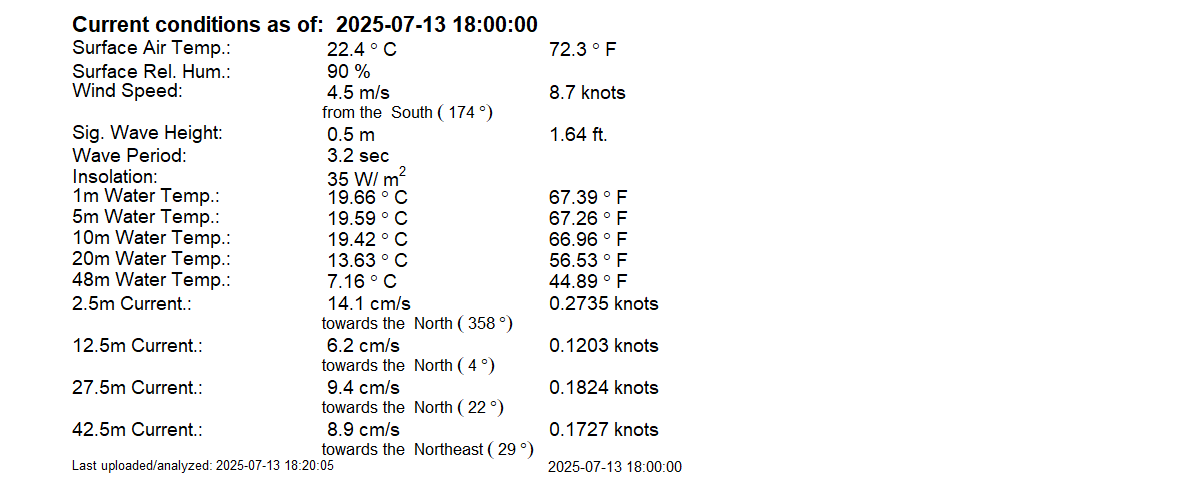 Current conditions as of: 2025-07-13 18:00:00
Surface Air Temp.: 22.4 ° C 72.3 ° F
Surface Rel. Hum.: 90 %
Wind Speed: 4.5 m/s 8.7 knots
from the South ( 174 °)
Sig. Wave Height: 0.5 m 1.64 ft.
Wave Period: 3.2 sec
Insolation: 35 W/ m²
1m Water Temp.: 19.66 ° C 67.39 ° F
5m Water Temp.: 19.59 ° C 67.26 ° F
10m Water Temp.: 19.42 ° C 66.96 ° F
20m Water Temp.: 13.63 ° C 56.53 ° F
48m Water Temp.: 7.16 ° C 44.89 ° F
2.5m Current.: 14.1 cm/s 0.2735 knots
towards the North ( 358 °)
12.5m Current.: 6.2 cm/s 0.1203 knots
towards the North ( 4 °)
27.5m Current.: 9.4 cm/s 0.1824 knots
towards the North ( 22 °)
42.5m Current.: 8.9 cm/s 0.1727 knots
towards the Northeast ( 29 °)
Last uploaded/analyzed: 2025-07-13 18:20:05 2025-07-13 18:00:00